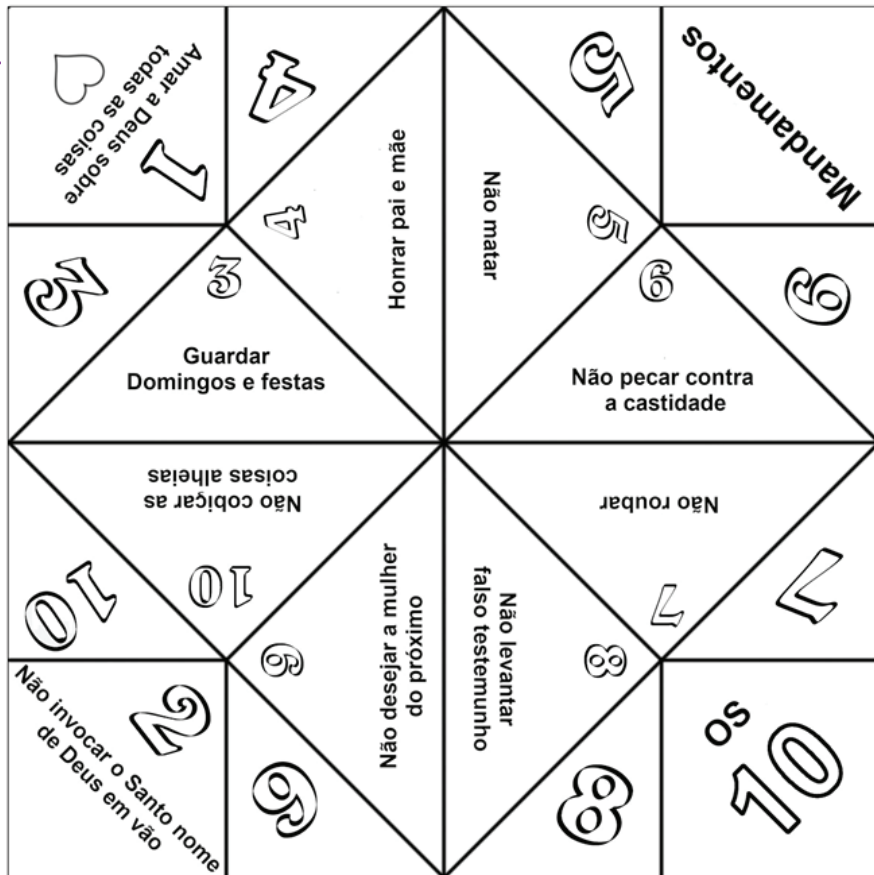 Amar a Deus sobre
todas as coisas
1
4
5
Mandamentos
3
3
Guardar
Domingos e festas
4
Honrar pai e mãe
Não matar
5
6
Não pecar contra
a castidade
6
10
10
Não cobiçar as
coisas alheias
Não roubar
7
7
2
Não invocar o Santo nome
de Deus em vão
9
9
Não desejar a mulher
do próximo
Não levantar
falso testemunho
8
8
os
10